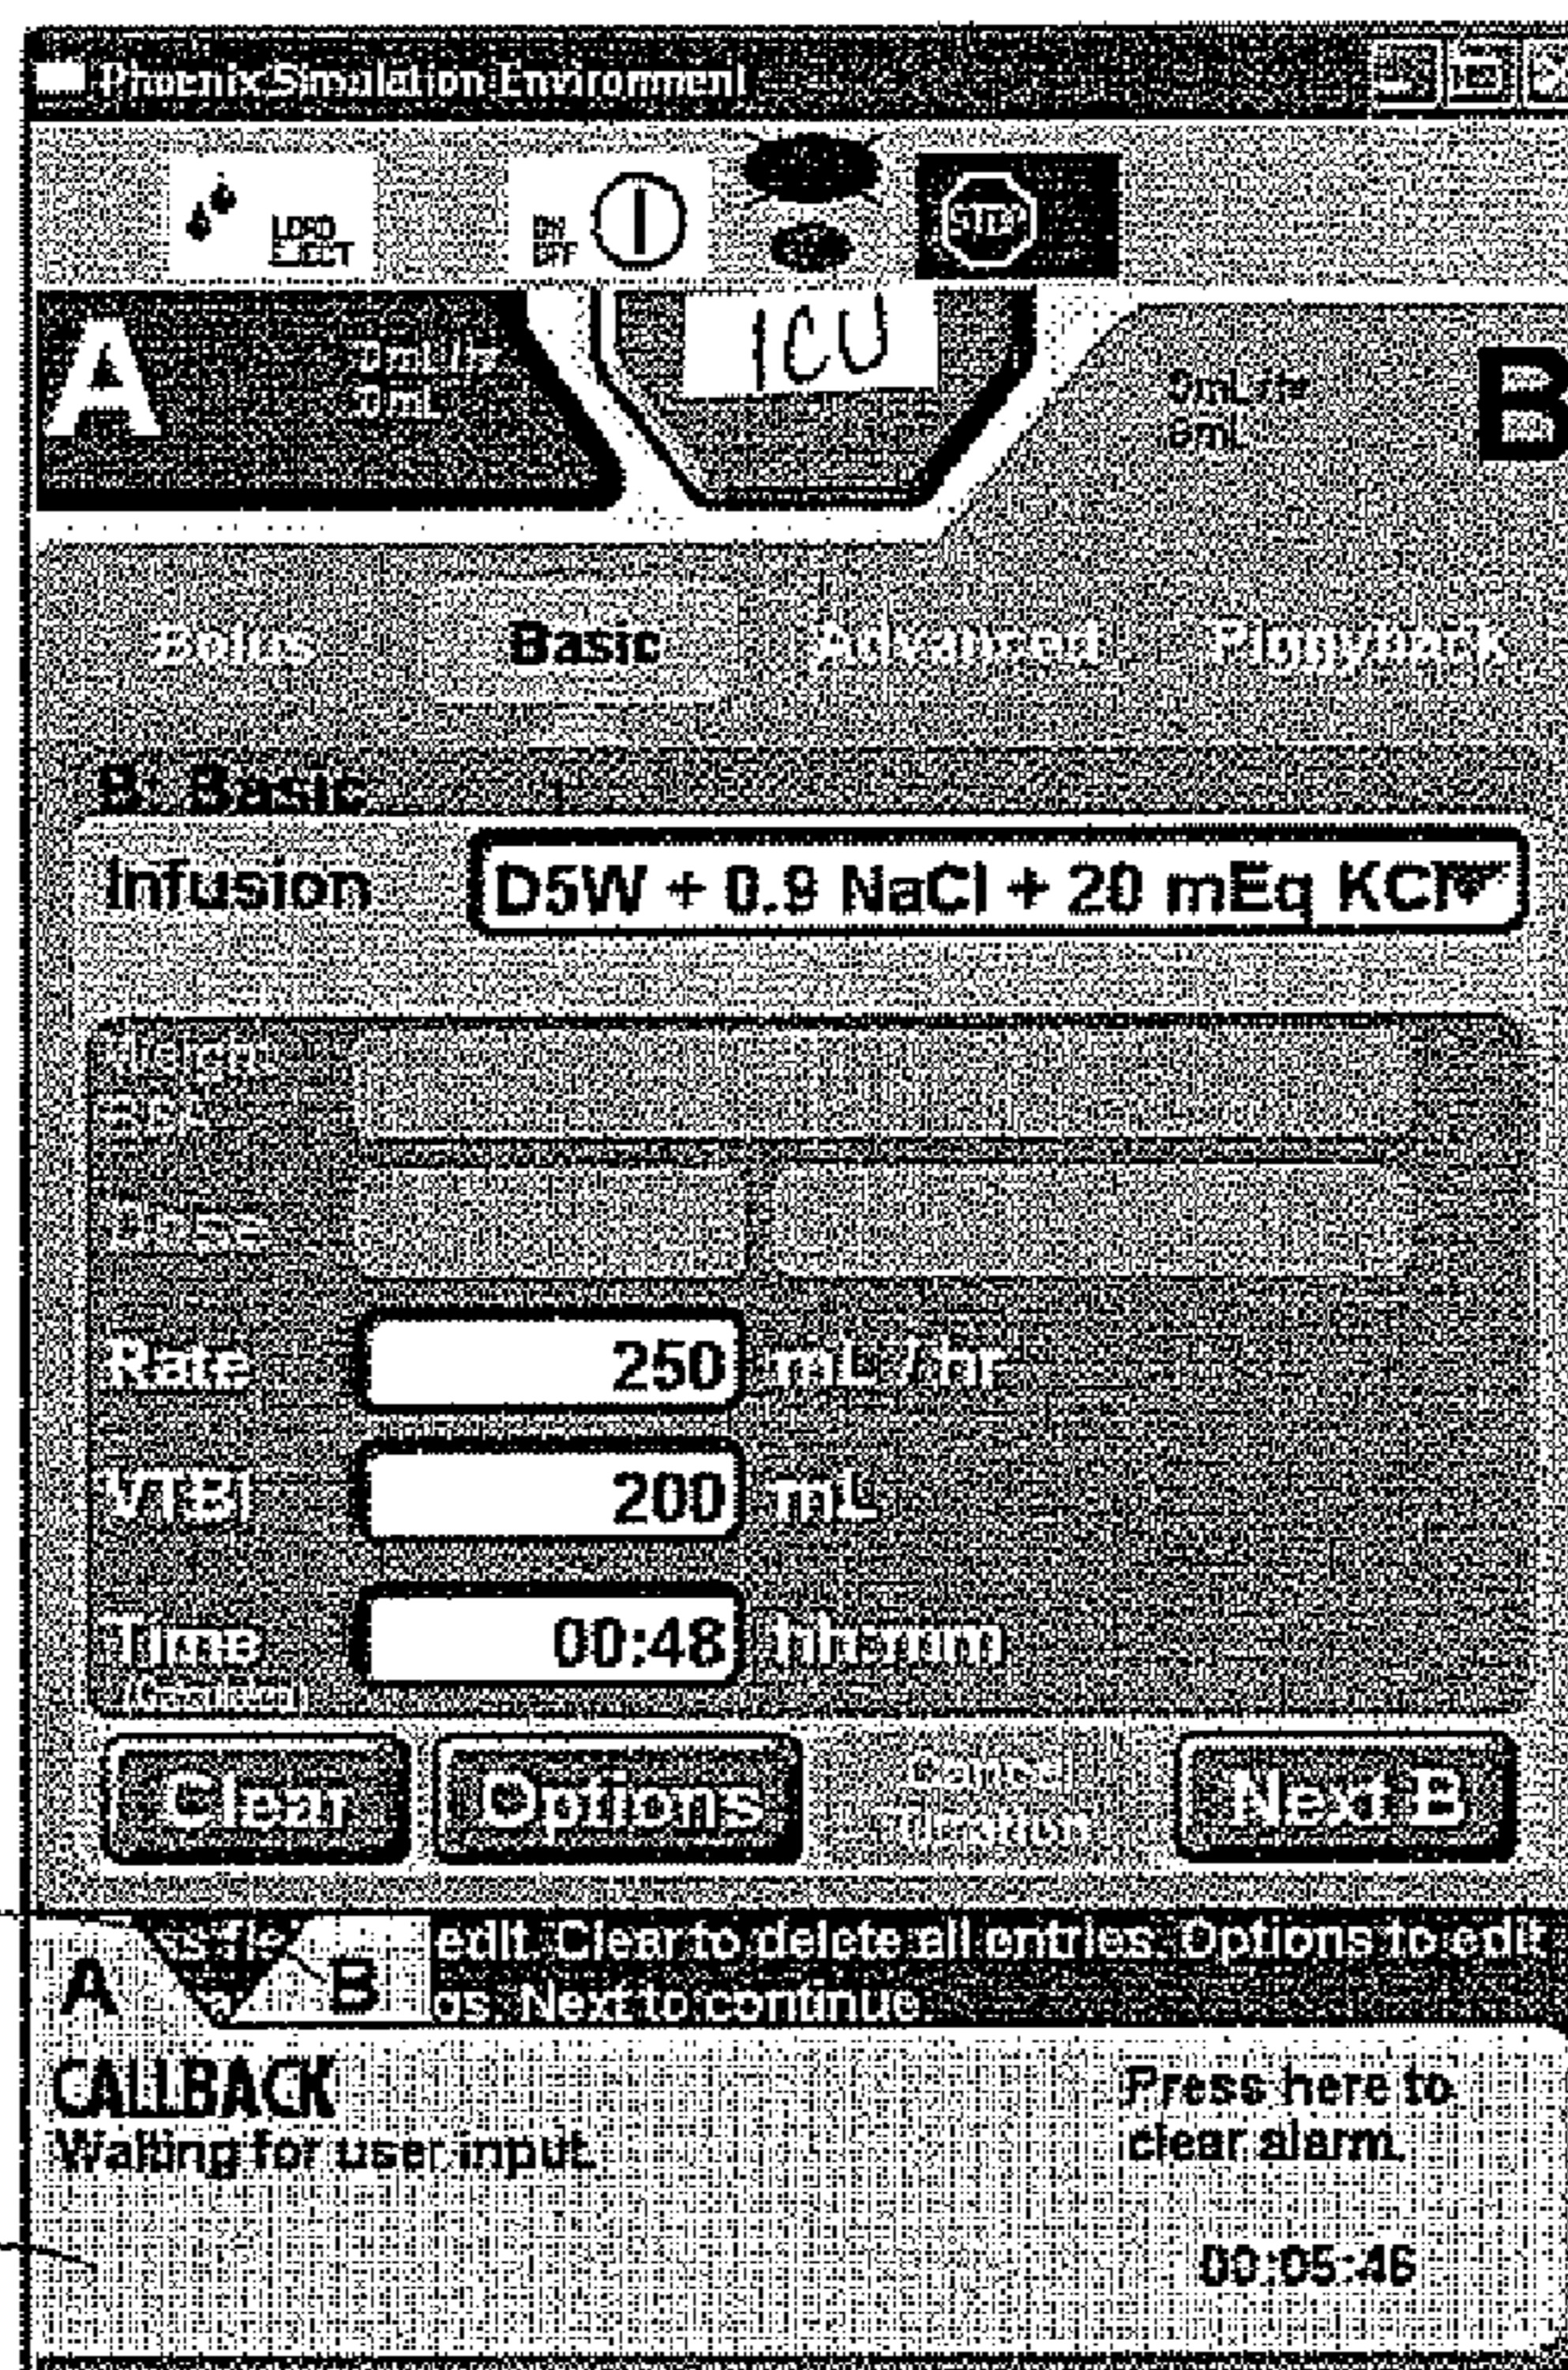 Phoenix Simulation Environment
LOAD
EJECT
ON
OFF
STOP
A
0mL/hr
0mL
ICU
0mL/hr
0mL
B
Bolus
Basic
Advanced
Piggyback
B: Basic
Infusion
D5W + 0.9 NaCl + 20 mEq KCl
Dose
Rate
250
mL / hr
VTBI
200
mL
Time
00:48
hh:mm
Clear
Options
Cancel
Titration
Next B
A
B
edit. Clear to delete all entries. Options to edit
Next to continue
CALLBACK
Waiting for user input.
Press here to
clear alarm.
00:05:46